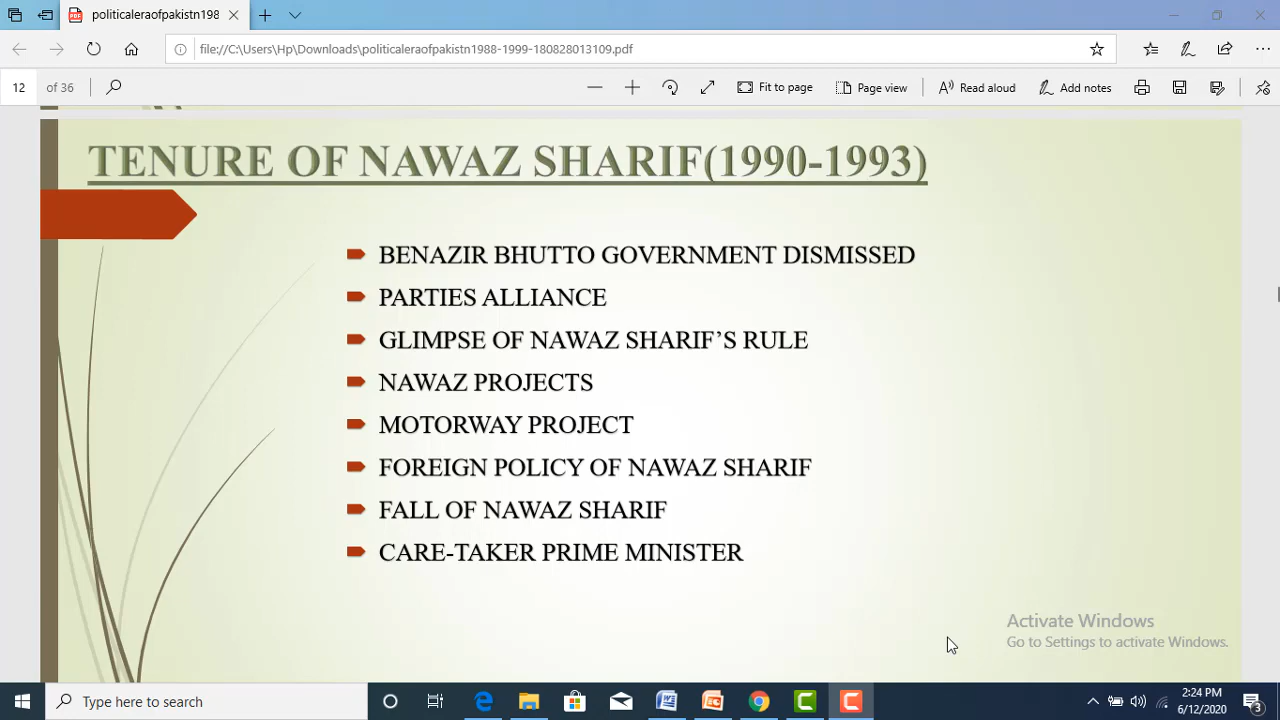 politicaleraofpakistn198
file://C:\Users\Hp\Downloads\politicaleraofpakistn1988-1999-180828013109.pdf
12 of 36
Fit to page
Page view
Read aloud
Add notes
TENURE OF NAWAZ SHARIF(1990-1993)
BENAZIR BHUTTO GOVERNMENT DISMISSED
PARTIES ALLIANCE
GLIMPSE OF NAWAZ SHARIF’S RULE
NAWAZ PROJECTS
MOTORWAY PROJECT
FOREIGN POLICY OF NAWAZ SHARIF
FALL OF NAWAZ SHARIF
CARE-TAKER PRIME MINISTER
Activate Windows
Go to Settings to activate Windows.
Type here to search
2:24 PM
6/12/2020
3